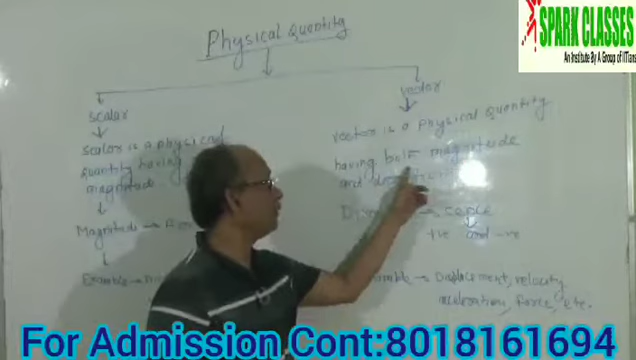 Physical Quantity
SPARK CLASSES
An Institute By A Group of IITians
scalar
vector
scalar is a physical
quantity having
magnitude
vector is a Physical Quantity
having both magnitude
and
Magnitude →
+ve and -ve
Example →
→ Displacement, velocity
acceleration, force, etc.
For Admission Cont:8018161694